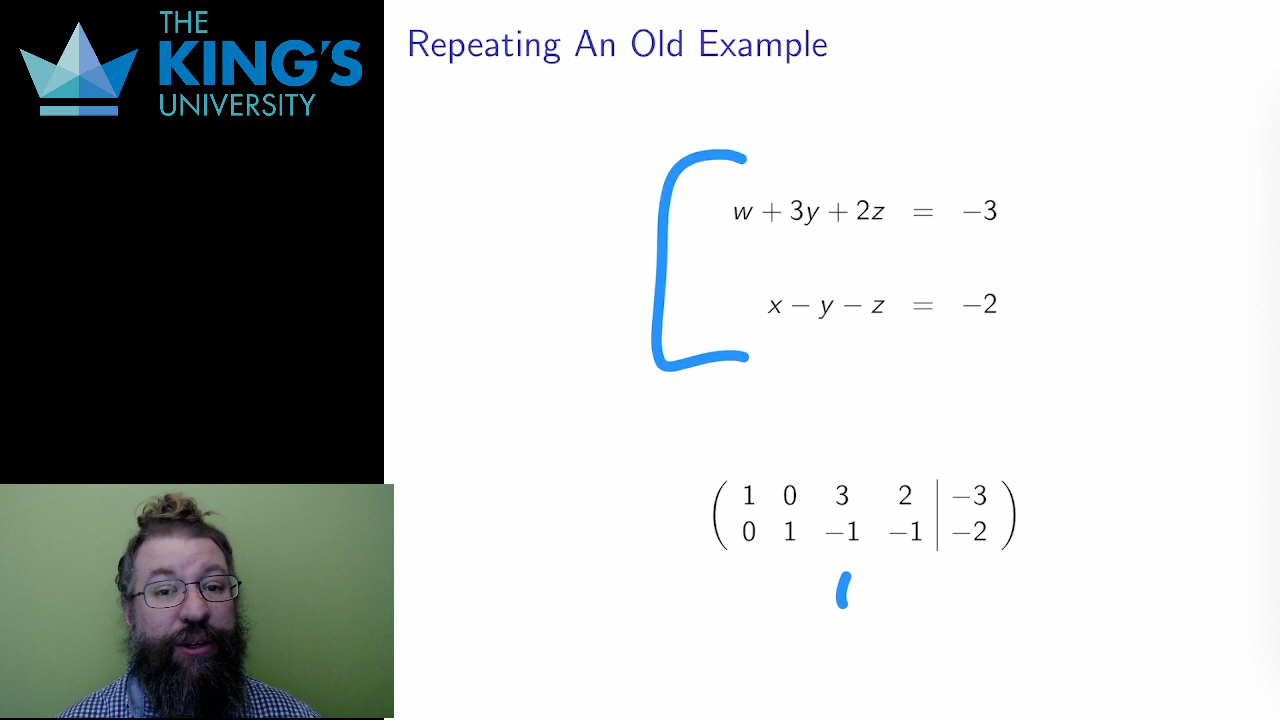 THE
KING'S
UNIVERSITY
Repeating An Old Example
w + 3y + 2z = −3
x − y − z = −2
1 0 3 2 | −3
0 1 −1 −1 | −2